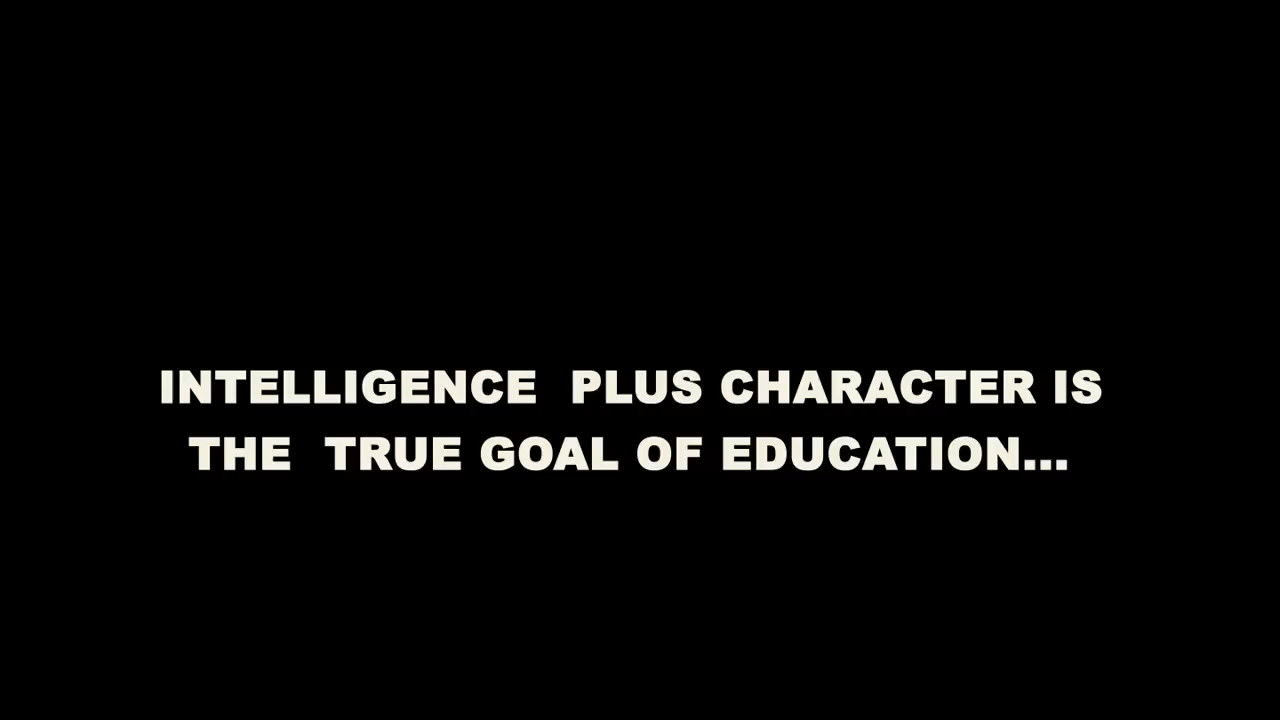 INTELLIGENCE  PLUS CHARACTER IS
THE  TRUE GOAL OF EDUCATION...